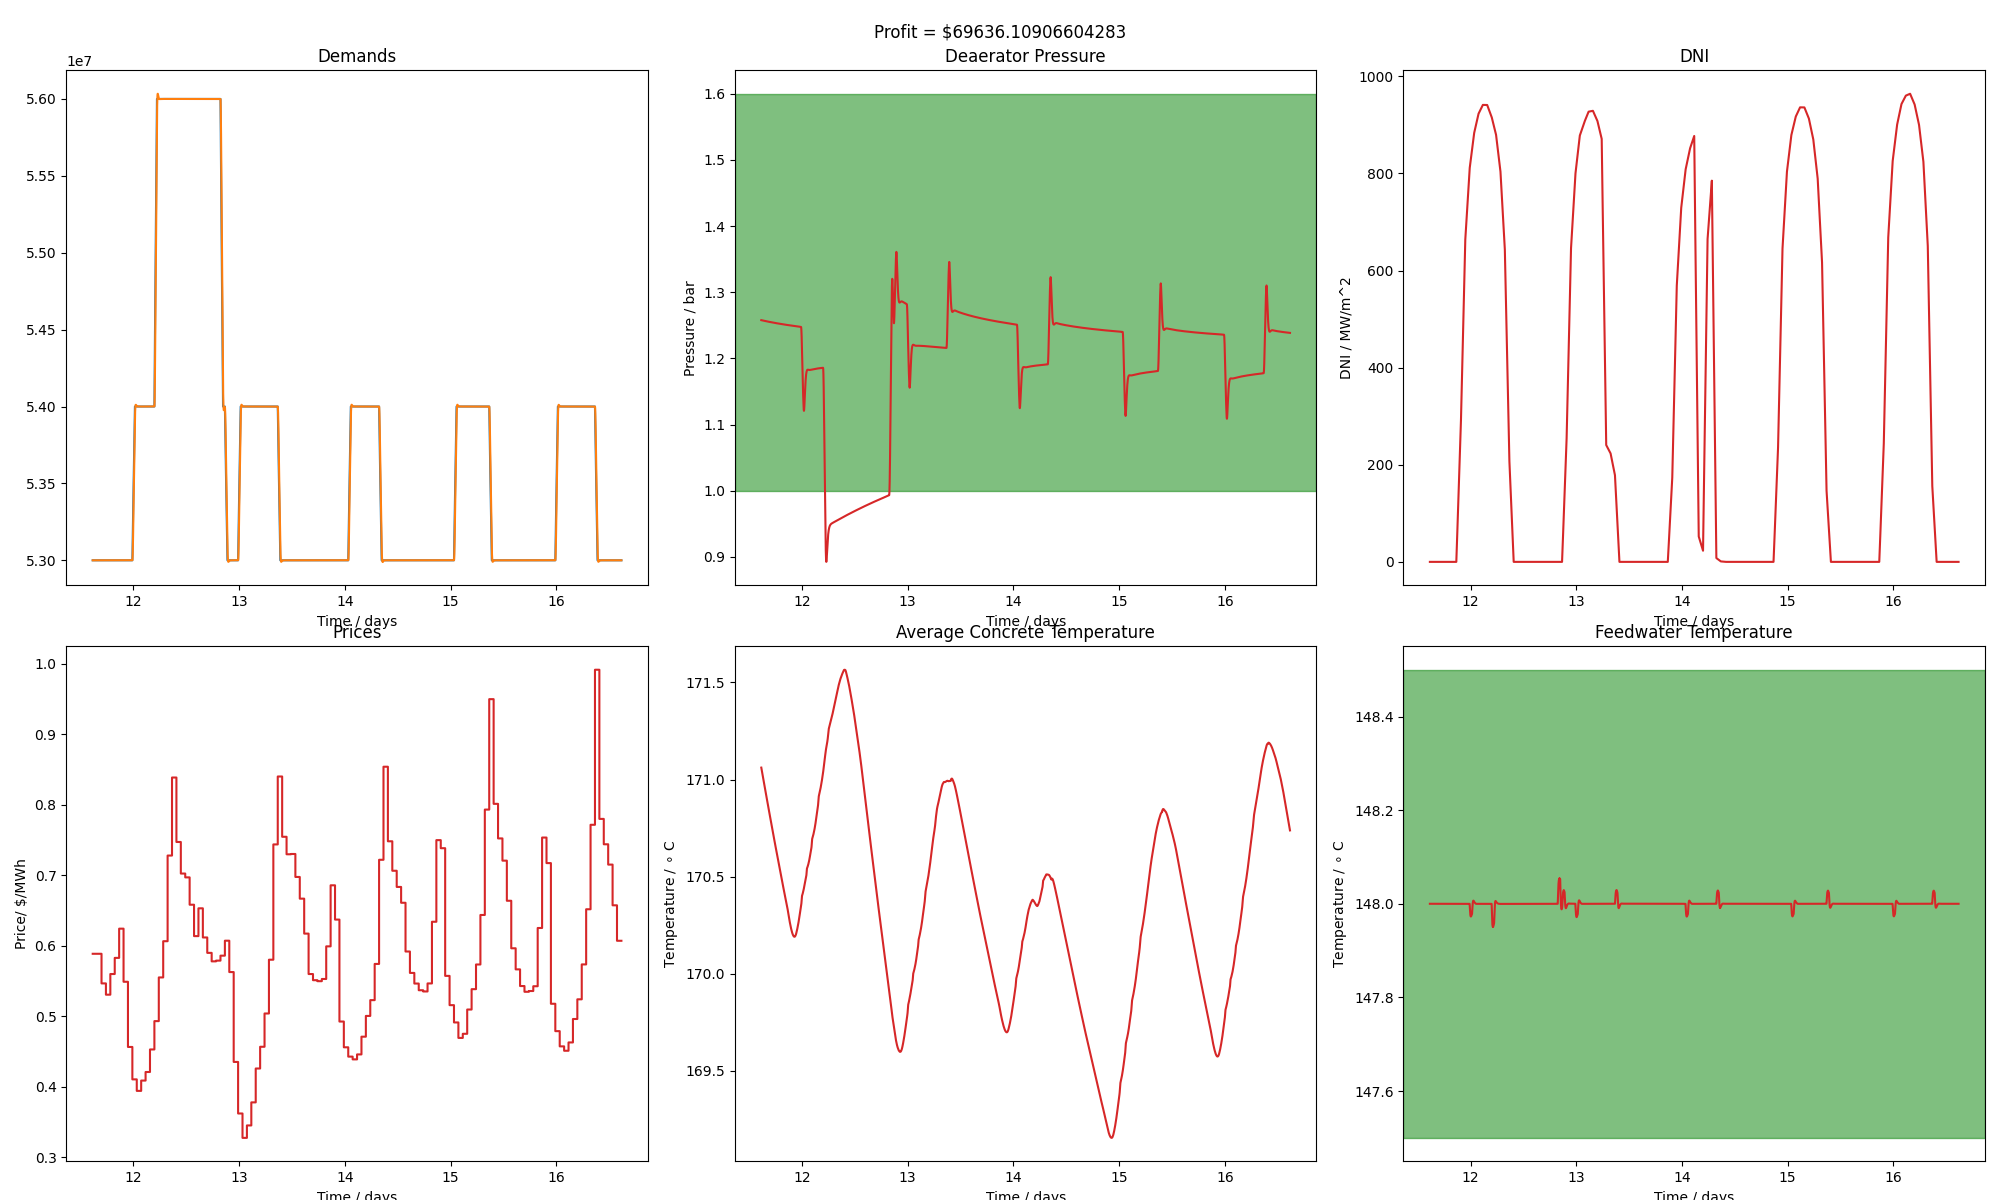 Profit = $69636.10906604283
Demands
1e7
5.60
5.55
5.50
5.45
5.40
5.35
5.30
12 13 14 15 16
Time / days
Deaerator Pressure
Pressure / bar
1.6
1.5
1.4
1.3
1.2
1.1
1.0
0.9
12 13 14 15 16
Time / days
DNI
DNI / MW/m^2
1000
800
600
400
200
0
12 13 14 15 16
Time / days
Prices
Price/ $/MWh
1.0
0.9
0.8
0.7
0.6
0.5
0.4
0.3
12 13 14 15 16
Time / days
Average Concrete Temperature
Temperature / ∘ C
171.5
171.0
170.5
170.0
169.5
12 13 14 15 16
Time / days
Feedwater Temperature
Temperature / ∘ C
148.4
148.2
148.0
147.8
147.6
12 13 14 15 16
Time / days